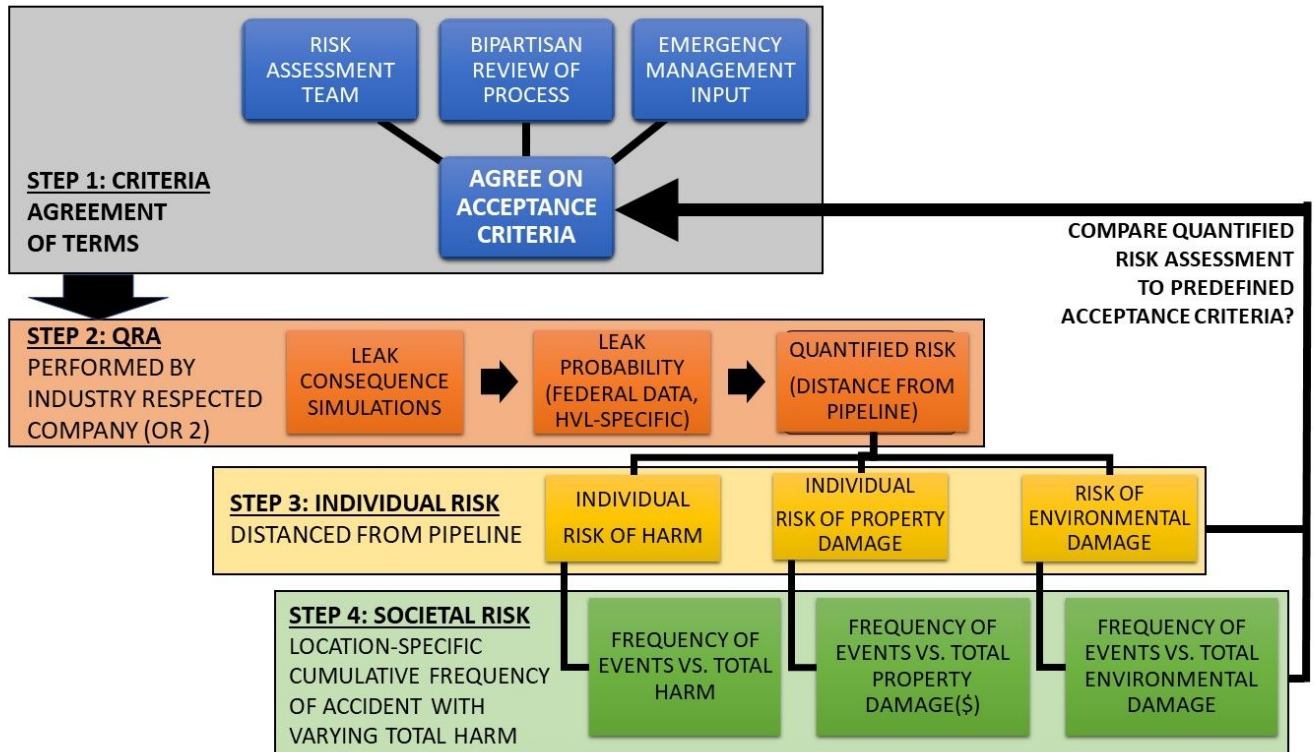 RISK
ASSESSMENT
TEAM
BIPARTISAN
REVIEW OF
PROCESS
EMERGENCY
MANAGEMENT
INPUT
STEP 1: CRITERIA
AGREEMENT
OF TERMS
AGREE ON
ACCEPTANCE
CRITERIA
COMPARE QUANTIFIED
RISK ASSESSMENT
TO PREDEFINED
ACCEPTANCE CRITERIA?
STEP 2: QRA
PERFORMED BY
INDUSTRY RESPECTED
COMPANY (OR 2)
LEAK
CONSEQUENCE
SIMULATIONS
LEAK
PROBABILITY
(FEDERAL DATA,
HVL-SPECIFIC)
QUANTIFIED RISK
(DISTANCE FROM
PIPELINE)
STEP 3: INDIVIDUAL RISK
DISTANCED FROM PIPELINE
INDIVIDUAL
RISK OF HARM
INDIVIDUAL
RISK OF PROPERTY
DAMAGE
RISK OF
ENVIRONMENTAL
DAMAGE
STEP 4: SOCIETAL RISK
LOCATION-SPECIFIC
CUMULATIVE FREQUENCY
OF ACCIDENT WITH
VARYING TOTAL HARM
FREQUENCY OF
EVENTS VS. TOTAL
HARM
FREQUENCY OF
EVENTS VS. TOTAL
PROPERTY
DAMAGE($)
FREQUENCY OF
EVENTS VS. TOTAL
ENVIRONMENTAL
DAMAGE